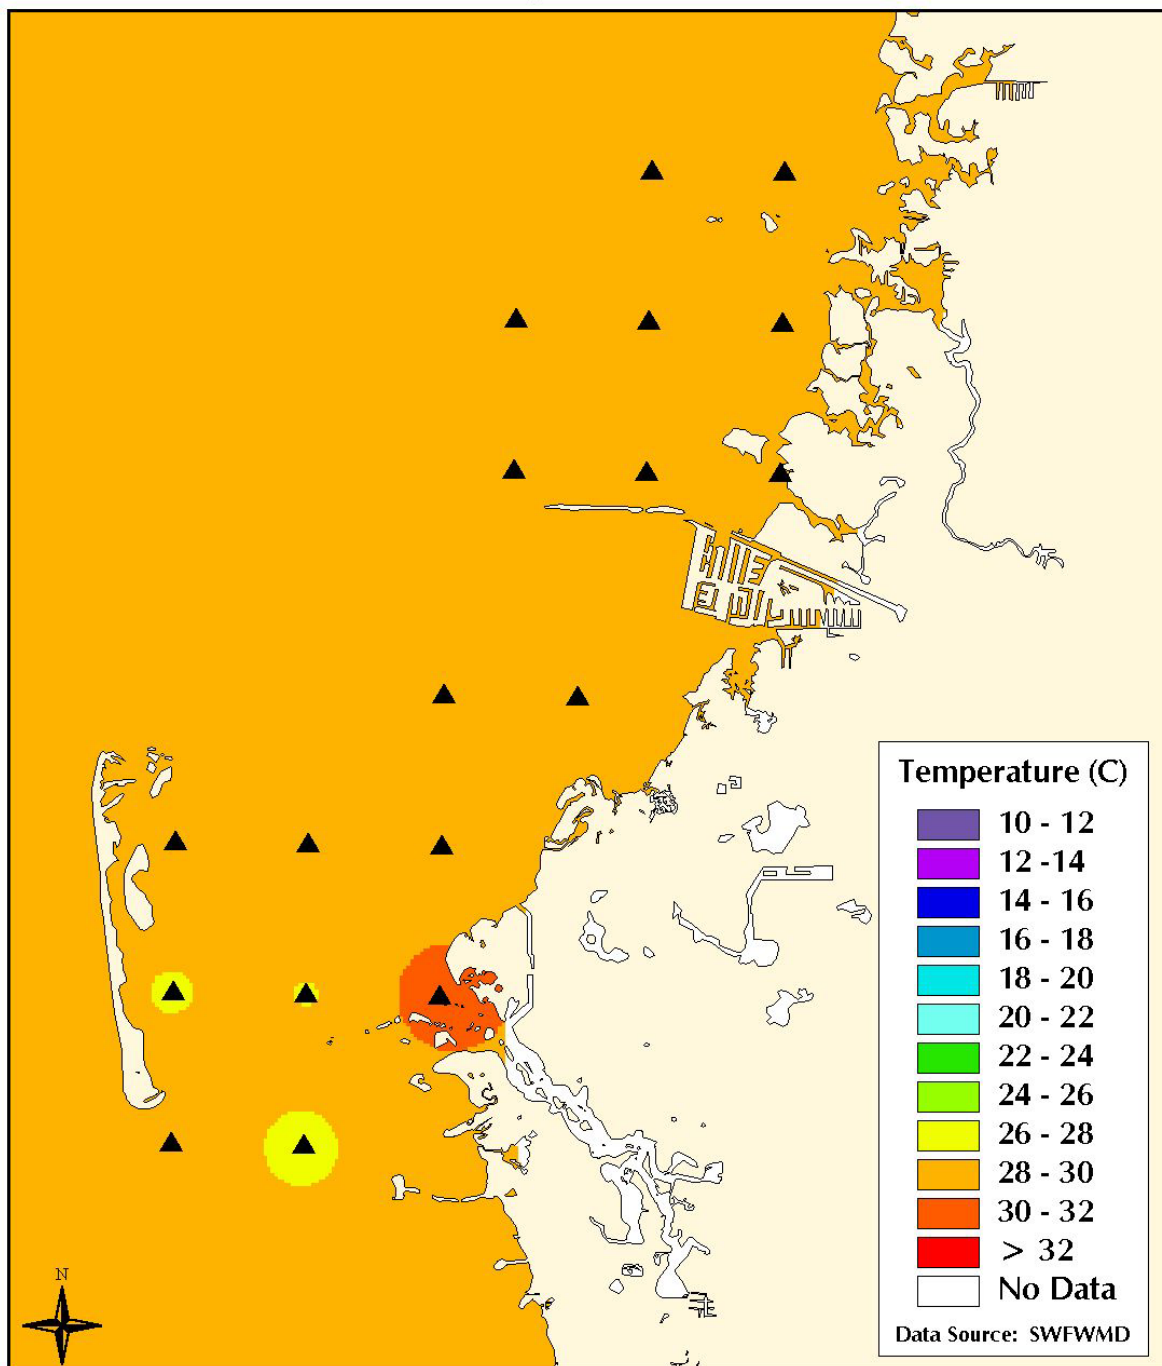 Temperature (C)
10 - 12
12 -14
14 - 16
16 - 18
18 - 20
20 - 22
22 - 24
24 - 26
26 - 28
28 - 30
30 - 32
> 32
No Data
Data Source: SWFWMD
N